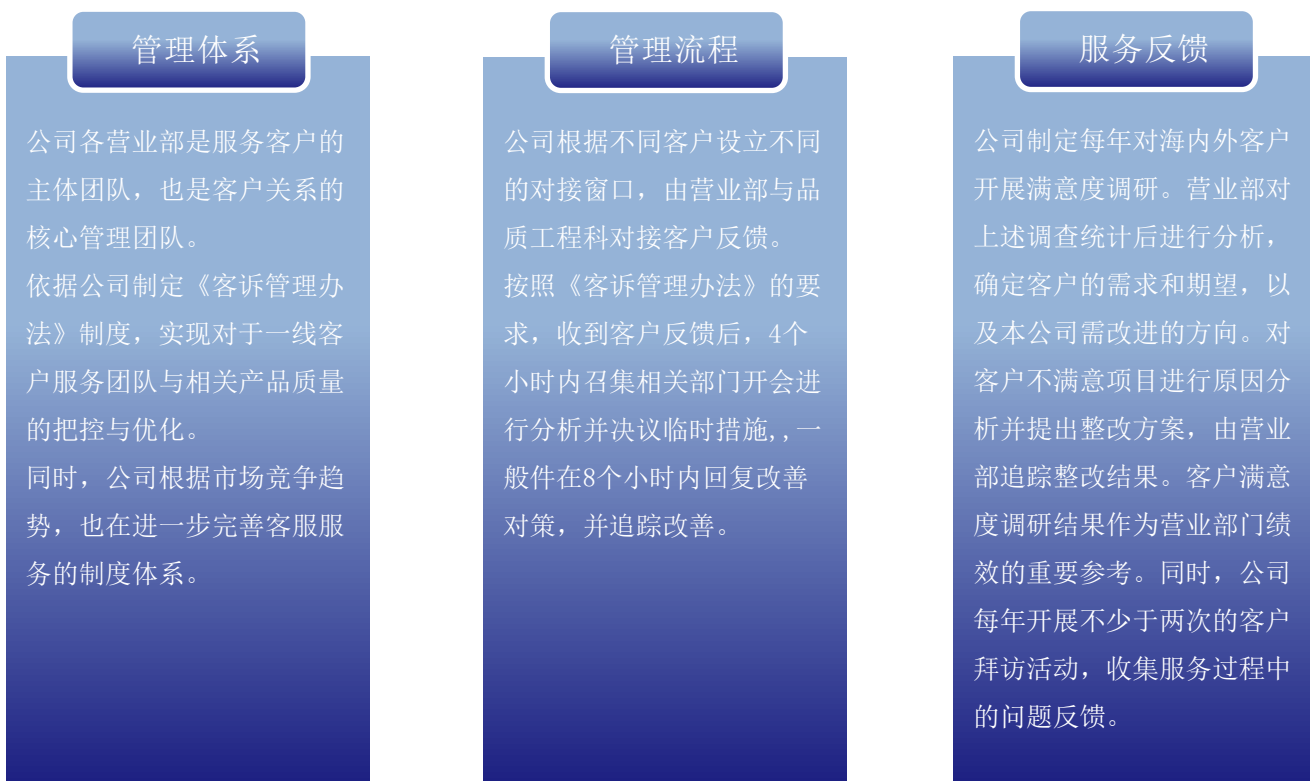 管理体系
公司各营业部是服务客户的
主体团队，也是客户关系的
核心管理团队。
依据公司制定《客诉管理办
法》制度，实现对于一线客
户服务团队与相关产品质量
的把控与优化。
同时，公司根据市场竞争趋
势，也在进一步完善客服服
务的制度体系。
管理流程
公司根据不同客户设立不同
的对接窗口，由营业部与品
质工程科对接客户反馈。
按照《客诉管理办法》的要
求，收到客户反馈后，4个
小时内召集相关部门开会进
行分析并决议临时措施,,一
般件在8个小时内回复改善
对策，并追踪改善。
服务反馈
公司制定每年对海内外客户
开展满意度调研。营业部对
上述调查统计后进行分析，
确定客户的需求和期望，以
及本公司需改进的方向。对
客户不满意项目进行原因分
析并提出整改方案，由营业
部追踪整改结果。客户满意
度调研结果作为营业部门绩
效的重要参考。同时，公司
每年开展不少于两次的客户
拜访活动，收集服务过程中
的问题反馈。